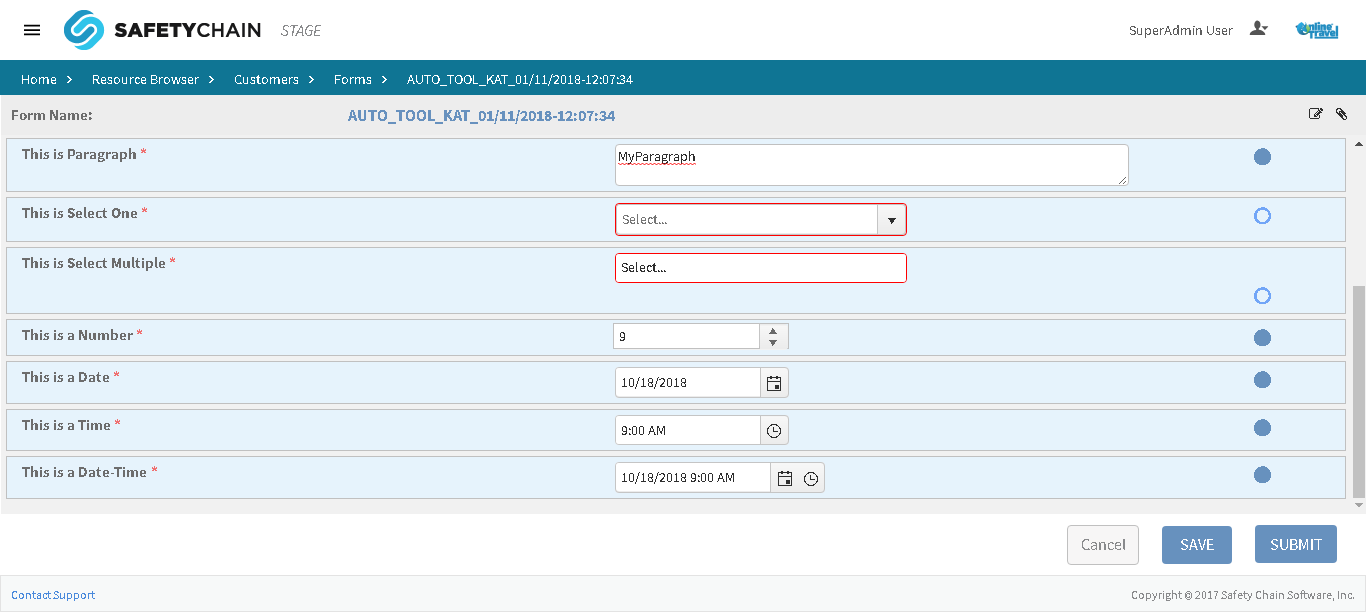 SAFETYCHAIN STAGE
SuperAdmin User
Online Travel
Home > Resource Browser > Customers > Forms > AUTO_TOOL_KAT_01/11/2018-12:07:34
Form Name: AUTO_TOOL_KAT_01/11/2018-12:07:34
This is Paragraph * MyParagraph
This is Select One * Select...
This is Select Multiple * Select...
This is a Number * 9
This is a Date * 10/18/2018
This is a Time * 9:00 AM
This is a Date-Time * 10/18/2018 9:00 AM
Cancel SAVE SUBMIT
Contact Support Copyright © 2017 Safety Chain Software, Inc.